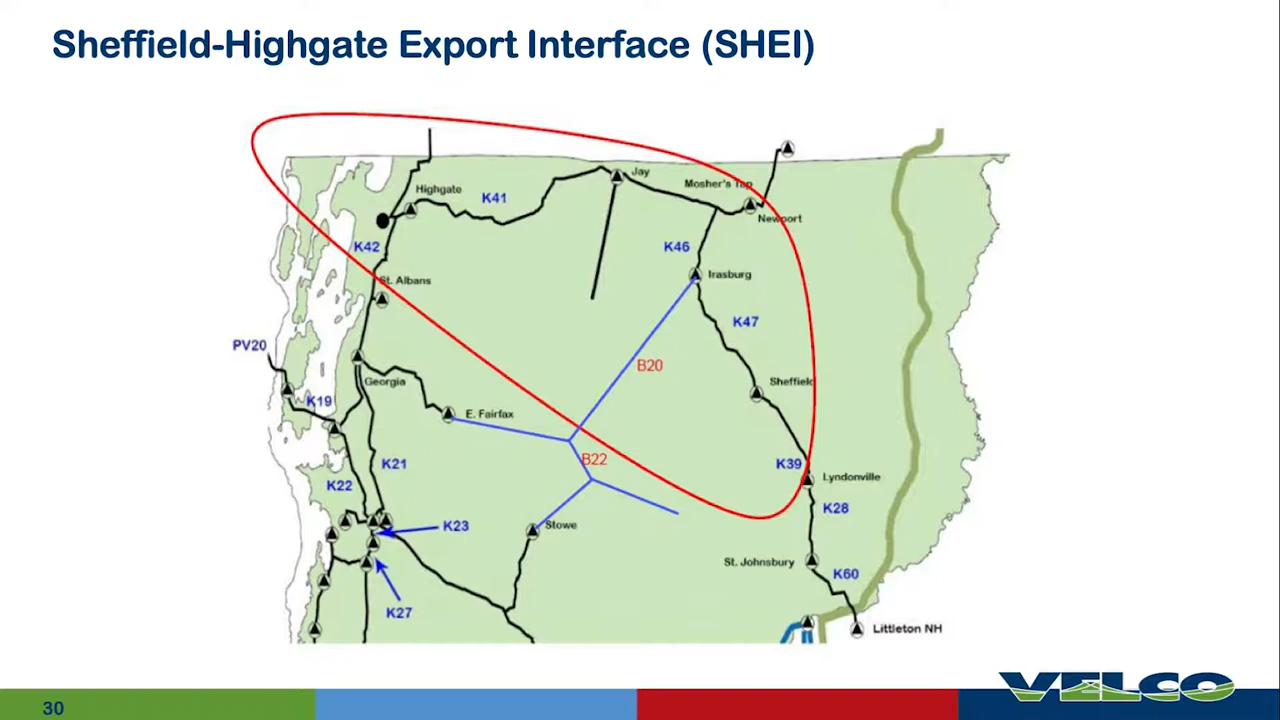 Sheffield-Highgate Export Interface (SHEI)
Jay
Mosher's Tap
Highgate
K41
Newport
K42
K46
St. Albans
Irasburg
K47
PV20
B20
Georgia
Sheffield
K19
E. Fairfax
B22
K21
K39
Lyndonville
K22
K28
K23
Stowe
St. Johnsbury
K60
K27
Littleton NH
VELCO
30